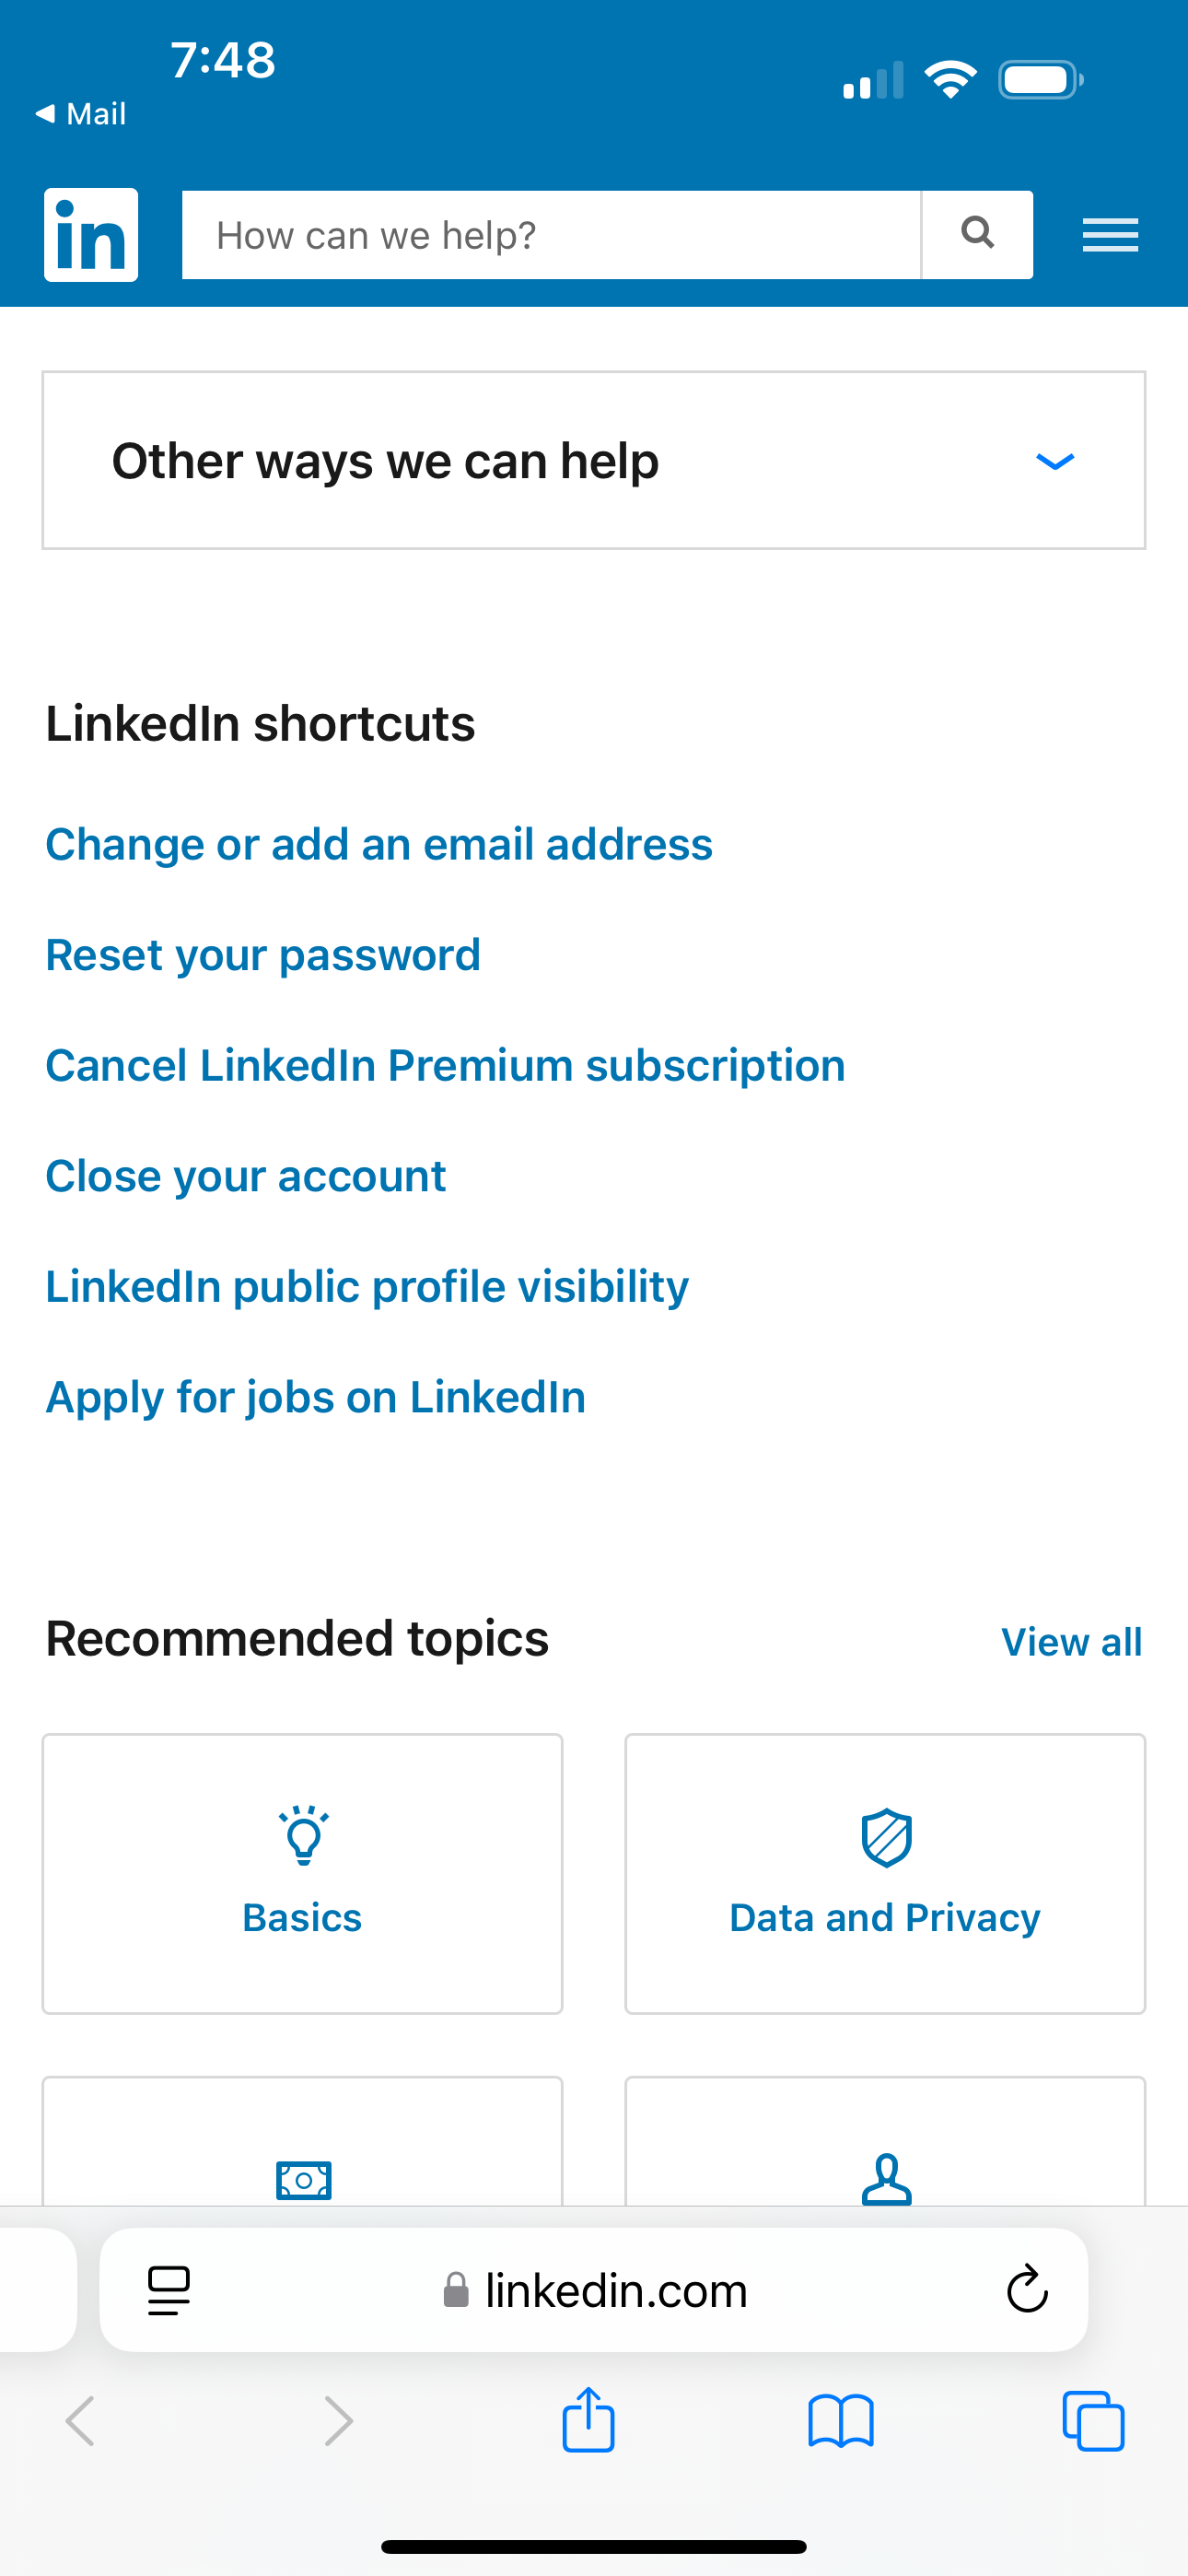 7:48
Mail
in
How can we help?
Other ways we can help
LinkedIn shortcuts
Change or add an email address
Reset your password
Cancel LinkedIn Premium subscription
Close your account
LinkedIn public profile visibility
Apply for jobs on LinkedIn
Recommended topics
View all
Basics
Data and Privacy
linkedin.com